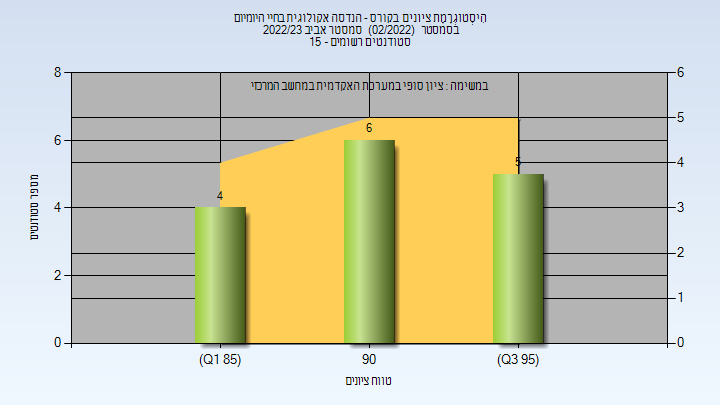 היסטוגרמת ציונים בקורס - הנדסה אקולוגית בחיי היומיום
בסמסטר (02/2022) סמסטר אביב 2022/23
סטודנטים רשומים - 15
במשימה : ציון סופי במערכת האקדמית במחשב המרכזי
8
6
4
2
0
6
5
4
3
2
1
0
4
6
5
מספר סטודנטים
(Q1 85)
90
(Q3 95)
טווח ציונים